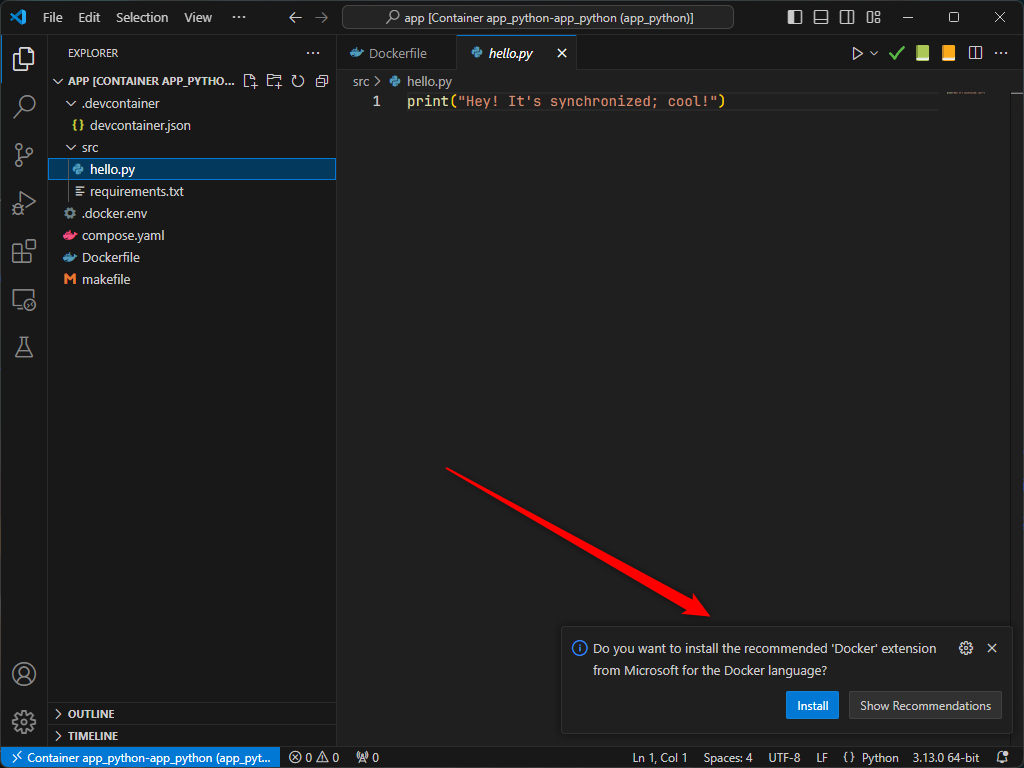 File Edit Selection View ··· app [Container app_python-app_python (app_python)]
EXPLORER ···
APP [CONTAINER APP_PYTHO...
.devcontainer
{} devcontainer.json
src
hello.py
requirements.txt
.docker.env
compose.yaml
Dockerfile
M makefile
OUTLINE
TIMELINE
Dockerfile hello.py
src > hello.py
1 print("Hey! It's synchronized; cool!")
Do you want to install the recommended 'Docker' extension
from Microsoft for the Docker language?
Install Show Recommendations
Container app_python-app_python (app_pyt... 0 0 0 Ln 1, Col 1 Spaces: 4 UTF-8 LF {} Python 3.13.0 64-bit